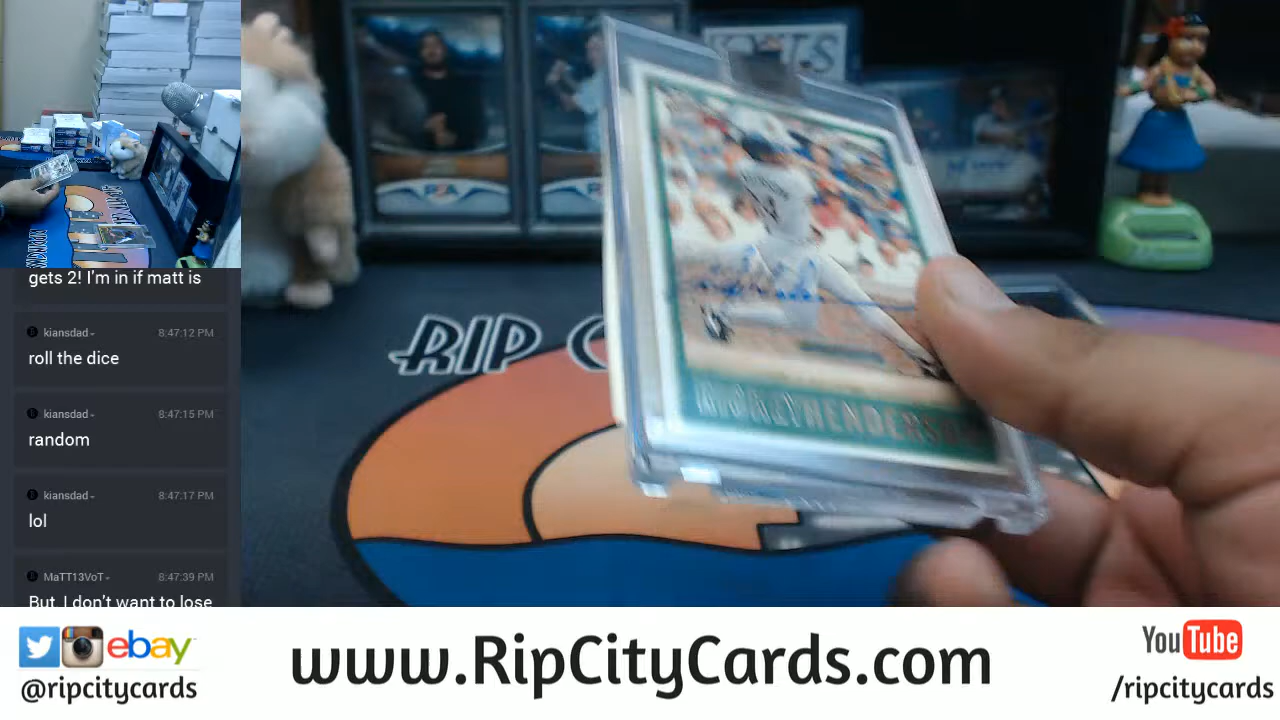 gets 2! I'm in if matt is
kiansdad 8:47:12 PM
roll the dice
kiansdad 8:47:15 PM
random
kiansdad 8:47:17 PM
lol
MaTT13VoT 8:47:39 PM
But, I don't want to lose
RIP C
RICKEY HENDERSON
ebay
@ripcitycards
www.RipCityCards.com
YouTube
/ripcitycards